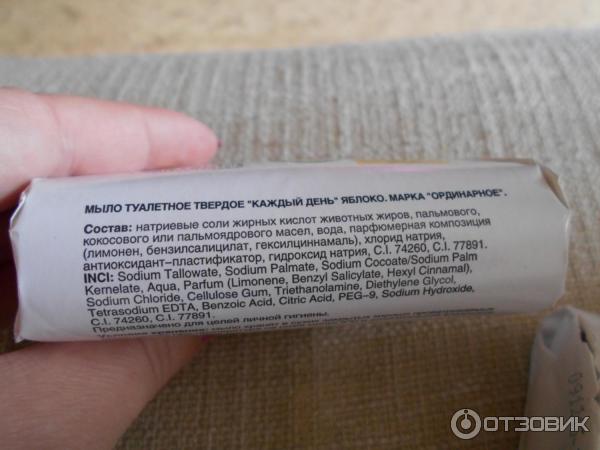 МЫЛО ТУАЛЕТНОЕ ТВЕРДОЕ "КАЖДЫЙ ДЕНЬ" ЯБЛОКО. МАРКА "ОРДИНАРНОЕ".
Состав: натриевые соли жирных кислот животных жиров, пальмового,
кокосового или пальмоядрового масел, вода, парфюмерная композиция
(лимонен, бензилсалицилат, гексилциннамаль), хлорид натрия,
антиоксидант–пластификатор, гидроксид натрия, C.I. 74260, C.I. 77891.
INCI: Sodium Tallowate, Sodium Palmate, Sodium Cocoate/Sodium Palm
Kernelate, Aqua, Parfum (Limonene, Benzyl Salicylate, Hexyl Cinnamal),
Sodium Chloride, Cellulose Gum, Triethanolamine, Diethylene Glycol,
Tetrasodium EDTA, Benzoic Acid, Citric Acid, PEG–9, Sodium Hydroxide,
C.I. 74260, C.I. 77891.
Предназначено для целей личной гигиены.
ОТЗОВИК